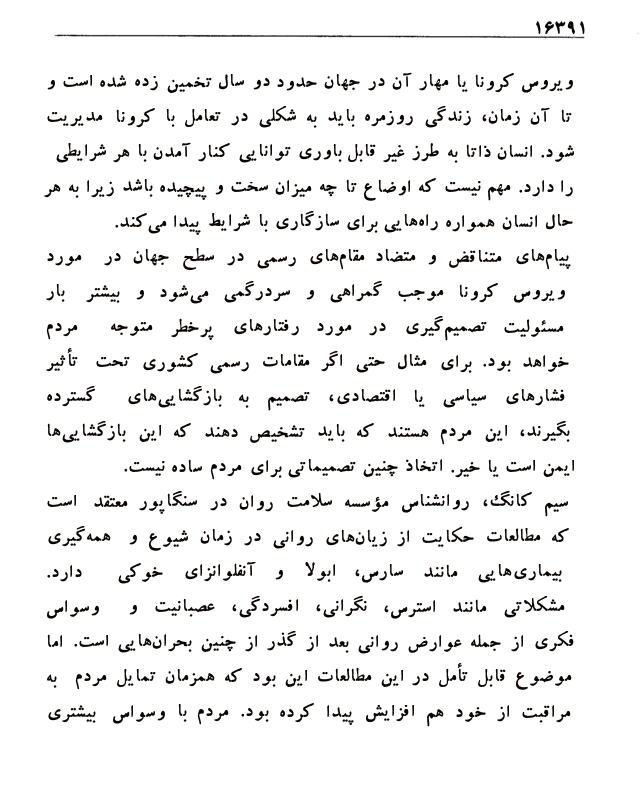 ۱۶۳۹۱
ویروس کرونا یا مهار آن در جهان حدود دو سال تخمین زده شده است و
تا آن زمان، زندگی روزمره باید به شکلی در تعامل با کرونا مدیریت
شود. انسان ذاتا به طرز غیر قابل باوری توانایی کنار آمدن با هر شرایطی
را دارد. مهم نیست که اوضاع تا چه میزان سخت و پیچیده باشد زیرا به هر
حال انسان همواره راه‌هایی برای سازگاری با شرایط پیدا می‌کند.
پیام‌های متناقض و متضاد مقام‌های رسمی در سطح جهان در مورد
ویروس کرونا موجب گمراهی و سردرگمی می‌شود و بیشتر بار
مسئولیت تصمیم‌گیری در مورد رفتارهای پرخطر متوجه مردم
خواهد بود. برای مثال حتی اگر مقامات رسمی کشوری تحت تأثیر
فشارهای سیاسی یا اقتصادی، تصمیم به بازگشایی‌های گسترده
بگیرند، این مردم هستند که باید تشخیص دهند که این بازگشایی‌ها
ایمن است یا خیر. اتخاذ چنین تصمیماتی برای مردم ساده نیست.
سیم کانگ، روانشناس مؤسسه سلامت روان در سنگاپور معتقد است
که مطالعات حکایت از زیان‌های روانی در زمان شیوع و همه‌گیری
بیماری‌هایی مانند سارس، ابولا و آنفلوانزای خوکی دارد.
مشکلاتی مانند استرس، نگرانی، افسردگی، عصبانیت و وسواس
فکری از جمله عوارض روانی بعد از گذر از چنین بحران‌هایی است. اما
موضوع قابل تأمل در این مطالعات این بود که همزمان تمایل مردم به
مراقبت از خود هم افزایش پیدا کرده بود. مردم با وسواس بیشتری